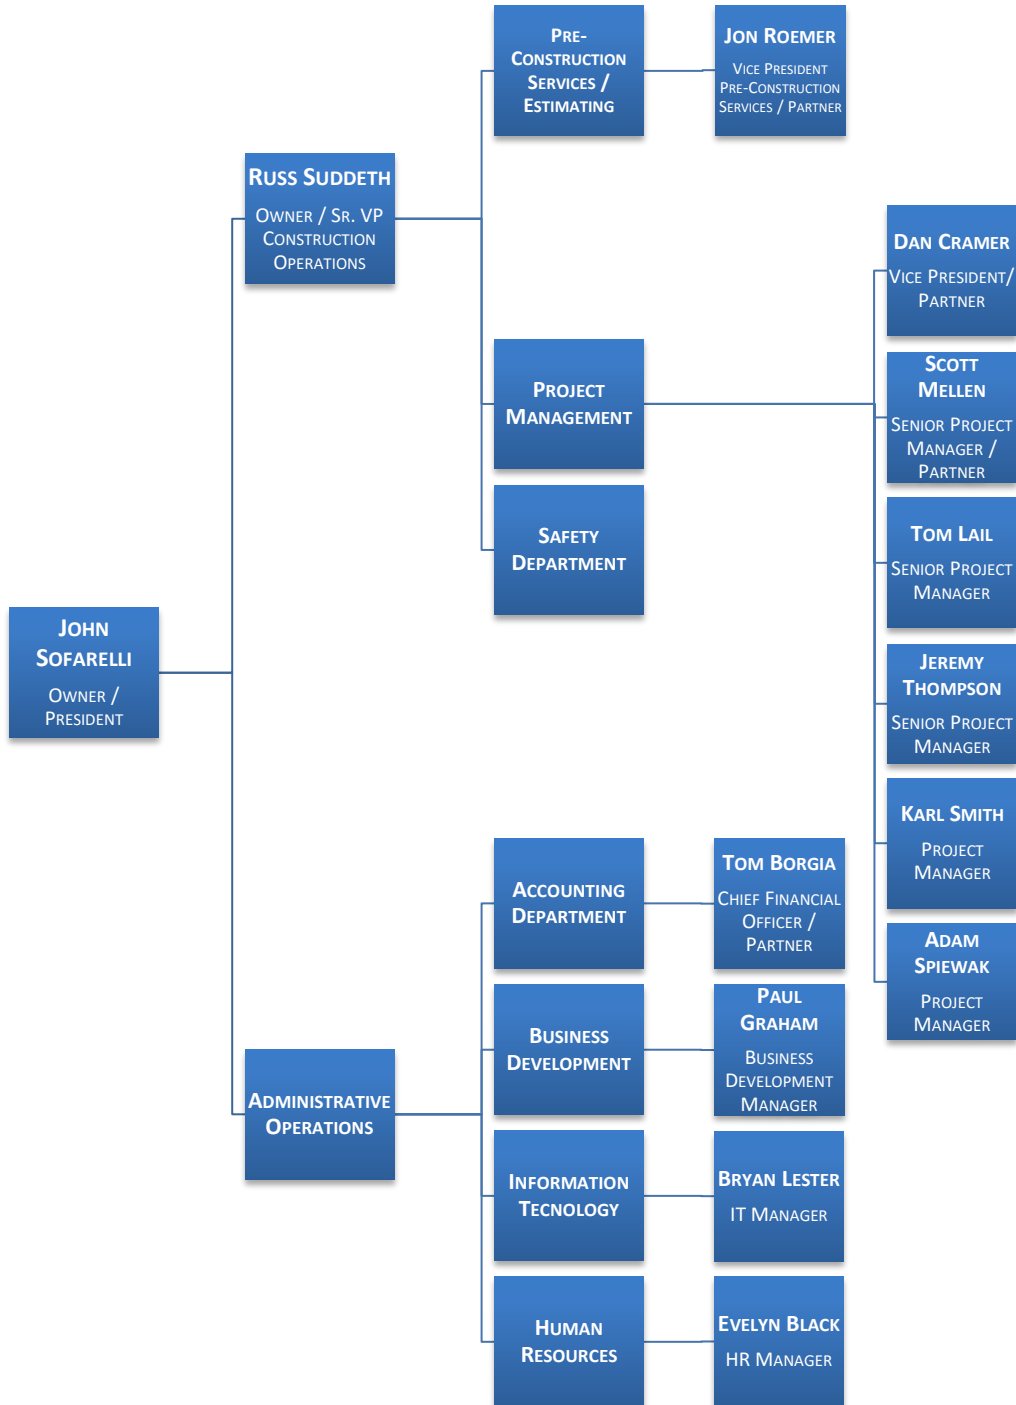 PRE-
CONSTRUCTION
SERVICES /
ESTIMATING
JON ROEMER
VICE PRESIDENT
PRE-CONSTRUCTION
SERVICES / PARTNER
RUSS SUDDETH
OWNER / SR. VP
CONSTRUCTION
OPERATIONS
DAN CRAMER
VICE PRESIDENT/
PARTNER
PROJECT
MANAGEMENT
SCOTT
MELLEN
SENIOR PROJECT
MANAGER /
PARTNER
SAFETY
DEPARTMENT
TOM LAIL
SENIOR PROJECT
MANAGER
JOHN
SOFARELLI
OWNER /
PRESIDENT
JEREMY
THOMPSON
SENIOR PROJECT
MANAGER
KARL SMITH
PROJECT
MANAGER
ACCOUNTING
DEPARTMENT
TOM BORGIA
CHIEF FINANCIAL
OFFICER /
PARTNER
ADAM
SPIEWAK
PROJECT
MANAGER
BUSINESS
DEVELOPMENT
PAUL
GRAHAM
BUSINESS
DEVELOPMENT
MANAGER
ADMINISTRATIVE
OPERATIONS
INFORMATION
TECNOLOGY
BRYAN LESTER
IT MANAGER
HUMAN
RESOURCES
EVELYN BLACK
HR MANAGER